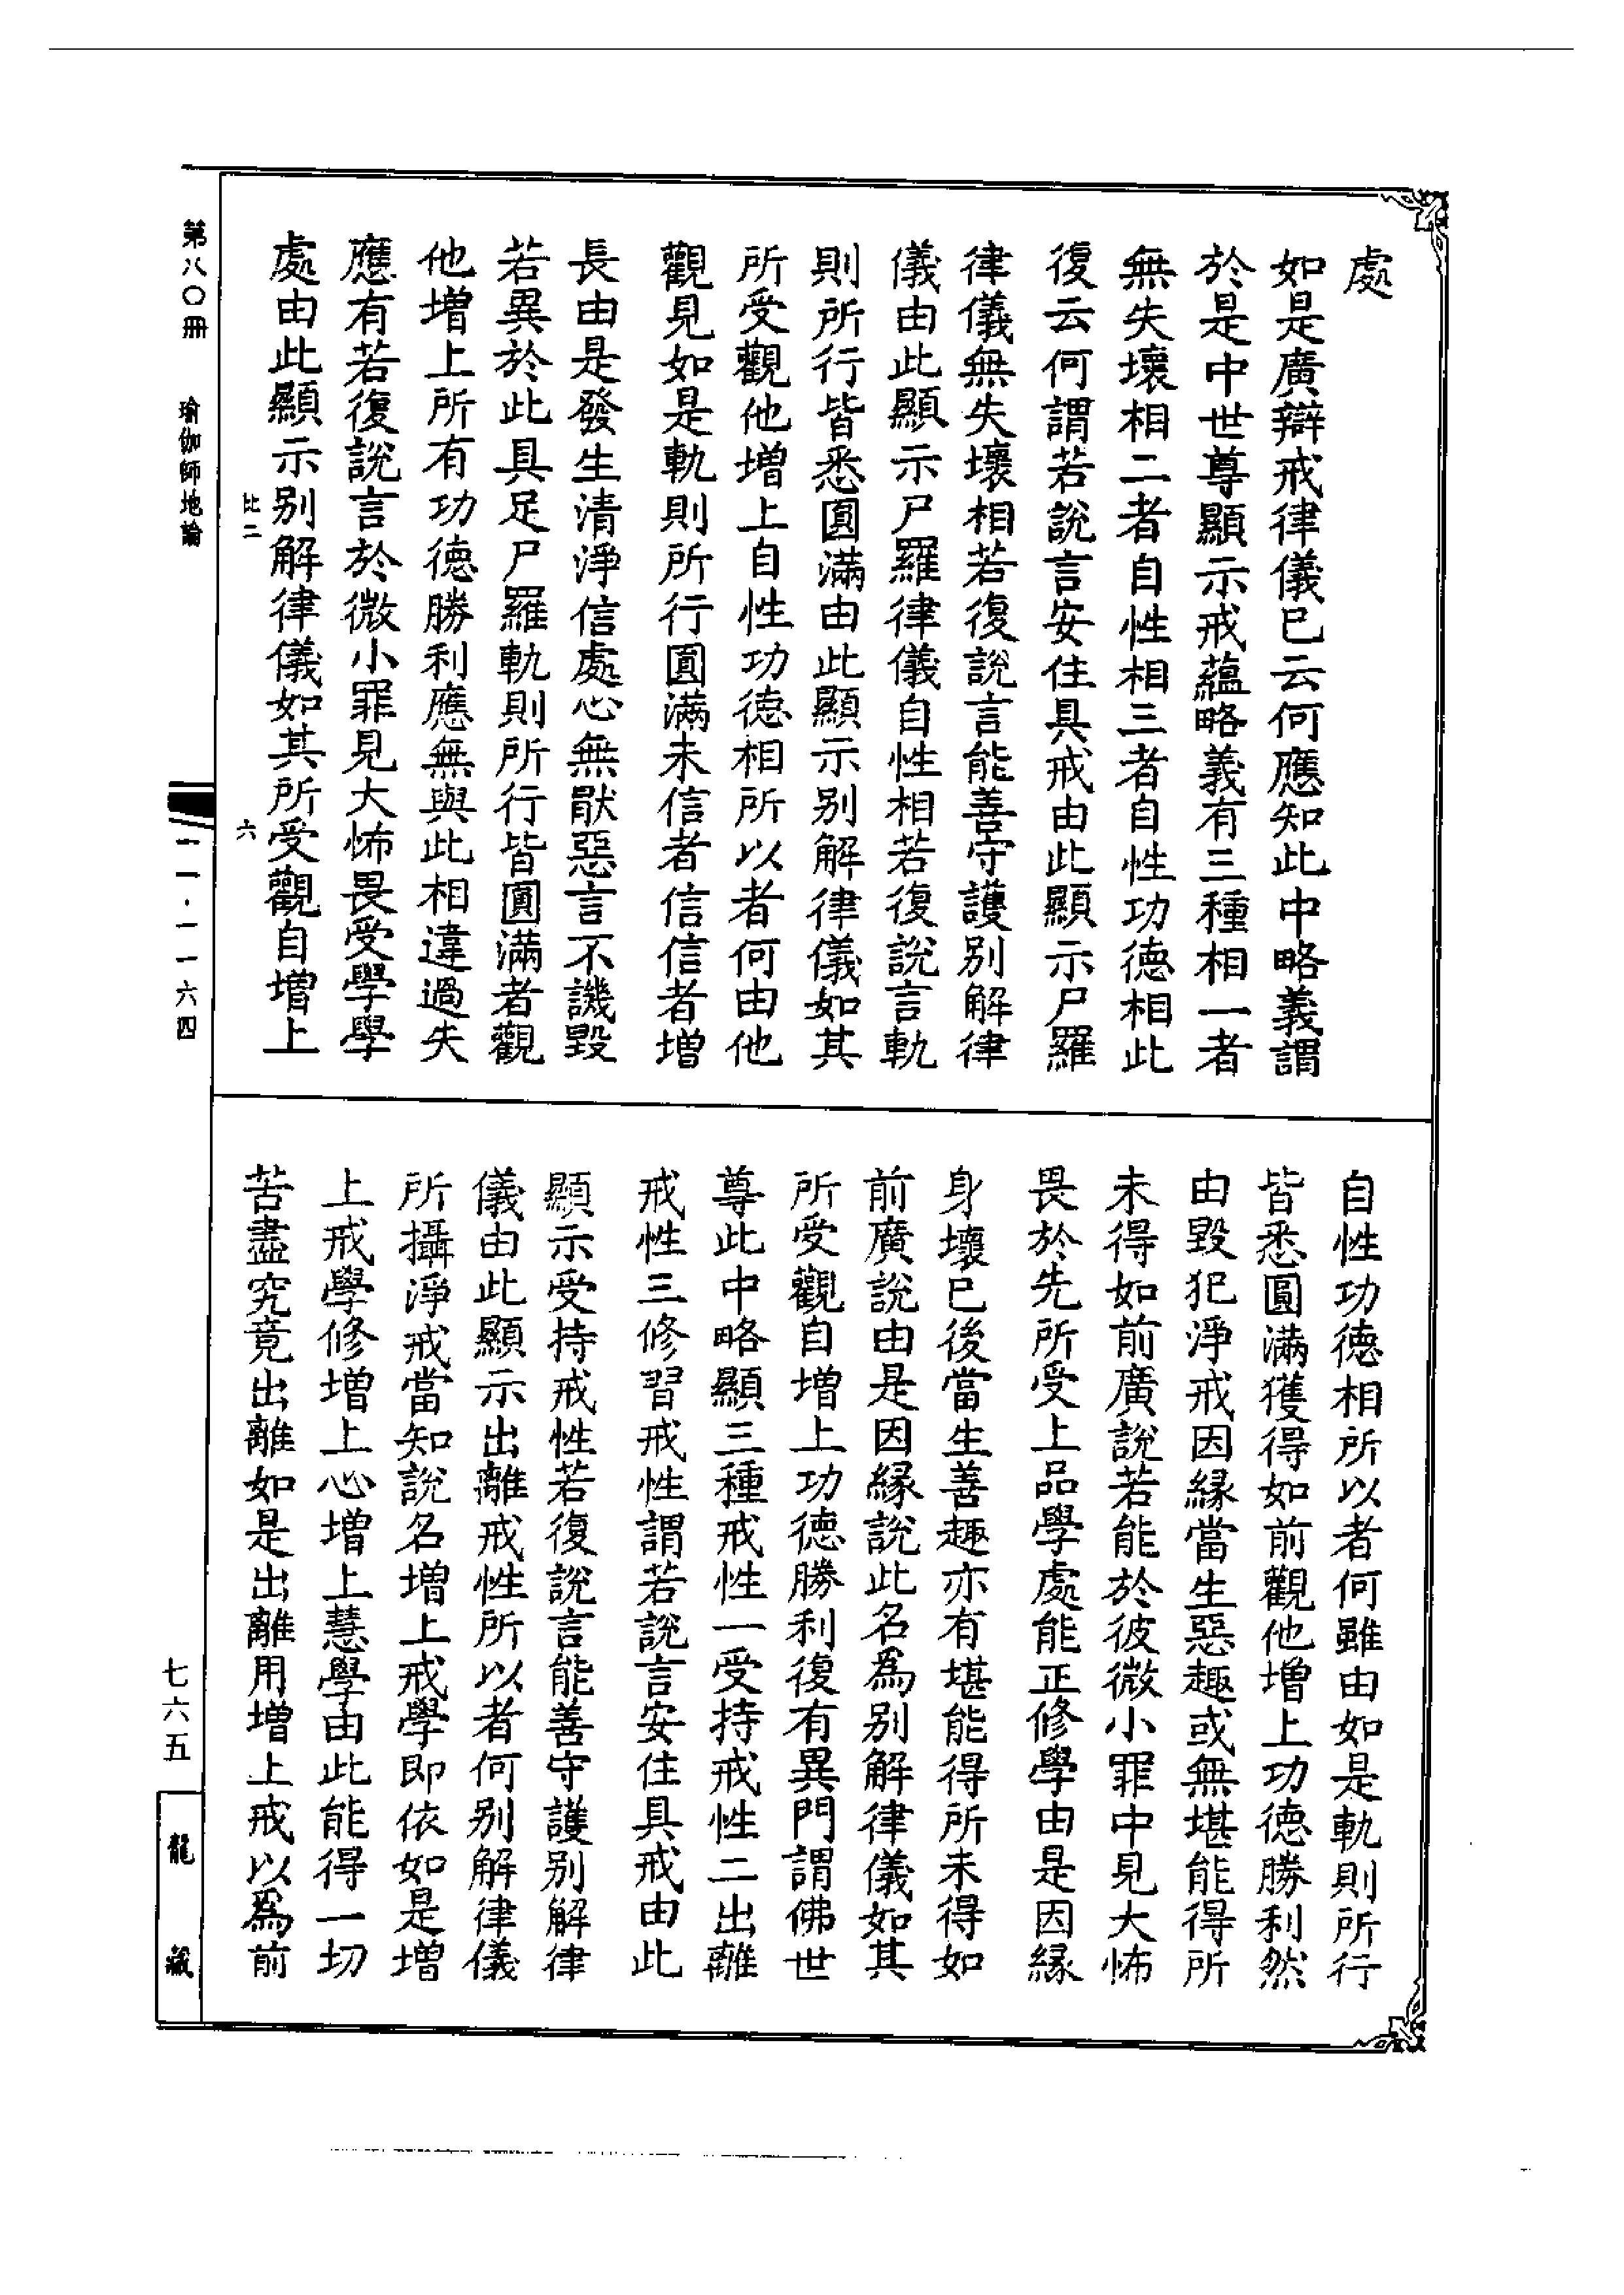 處
如是廣辯戒律儀已云何應知此中略義謂
於是中世尊顯示戒蘊略義有三種相一者
無失壞相二者自性相三者自性功德相此
復云何謂若說言安住具戒由此顯示尸羅
律儀無失壞相若復說言能善守護別解律
儀由此顯示尸羅律儀自性相若復說言軌
則所行皆悉圓滿由此顯示別解律儀如其
所受觀他增上自性功德相所以者何由他
觀見如是軌則所行圓滿未信者信信者增
長由是發生清淨信處心無猒惡言不譏毀
若異於此具足尸羅軌則所行皆圓滿者觀
他增上所有功德勝利應無與此相違過失
應有若復說言於微小罪見大怖畏受學學
處由此顯示別解律儀如其所受觀自增上
自性功德相所以者何雖由如是軌則所行
皆悉圓滿獲得如前觀他增上功德勝利然
由毀犯淨戒因緣當生惡趣或無堪能得所
未得如前廣說若能於彼微小罪中見大怖
畏於先所受上品學處能正修學由是因緣
身壞已後當生善趣亦有堪能得所未得如
前廣說由是因緣說此名為別解律儀如其
所受觀自增上功德勝利復有異門謂佛世
尊此中略顯三種戒性一受持戒性二出離
戒性三修習戒性謂若說言安住具戒由此
顯示受持戒性若復說言能善守護別解律
儀由此顯示出離戒性所以者何別解律儀
所攝淨戒當知說名增上戒學即依如是增
上戒學修增上心增上慧學由此能得一切
苦盡究竟出離如是出離用增上戒以為前
比二
六
第八〇冊
瑜伽師地論
一一·一一六四
七六五
龍藏